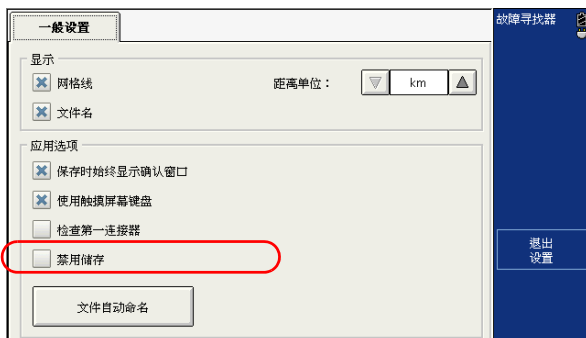 一般设置
故障寻找器
显示
网格线
距离单位：
km
文件名
应用选项
保存时始终显示确认窗口
使用触摸屏幕键盘
检查第一连接器
禁用储存
退出
设置
文件自动命名